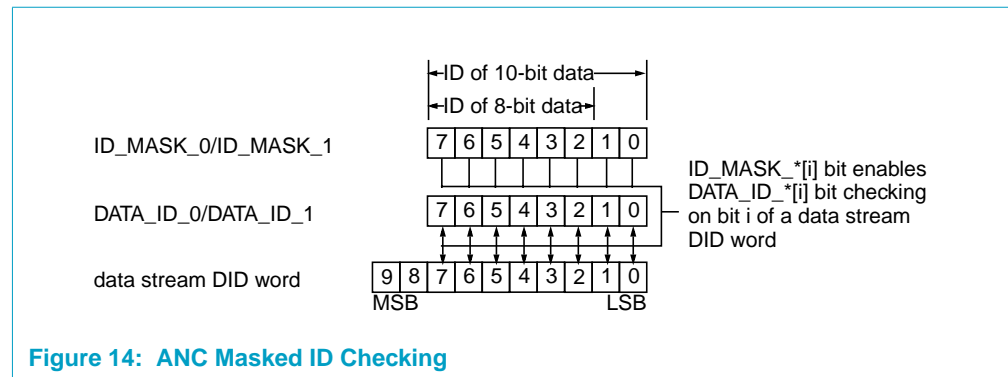 ID of 10-bit data
ID of 8-bit data
ID_MASK_0/ID_MASK_1
7 6 5 4 3 2 1 0
ID_MASK_*[i] bit enables
DATA_ID_*[i] bit checking
on bit i of a data stream
DID word
DATA_ID_0/DATA_ID_1
7 6 5 4 3 2 1 0
data stream DID word
9 8 7 6 5 4 3 2 1 0
MSB
LSB
Figure 14: ANC Masked ID Checking